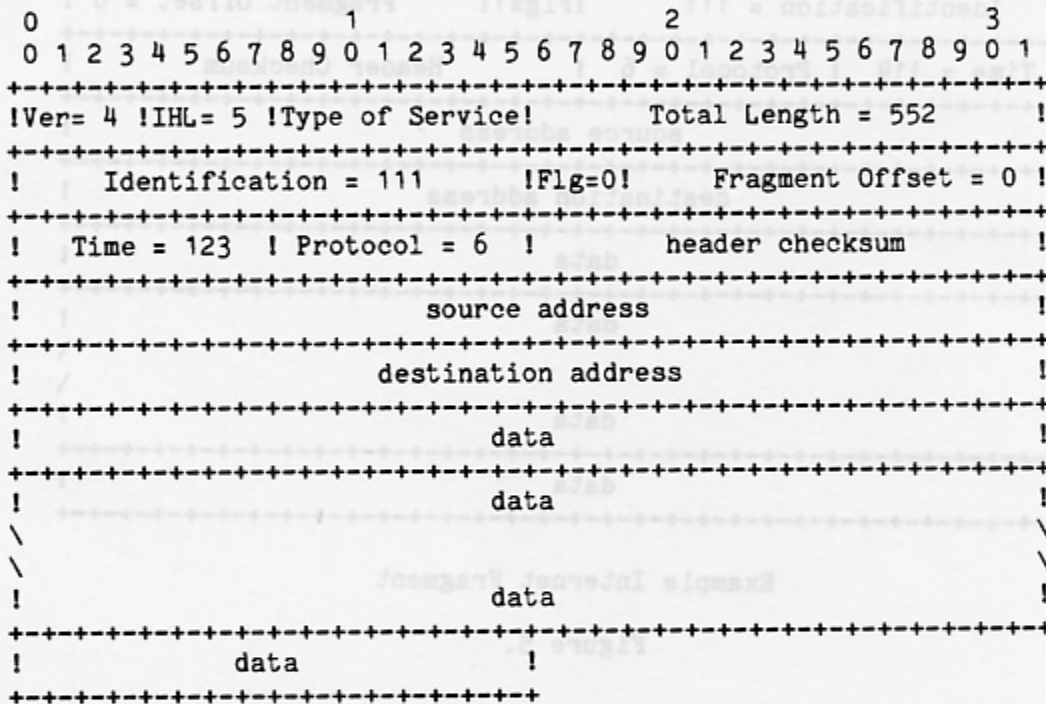 0                   1                   2                   3
0 1 2 3 4 5 6 7 8 9 0 1 2 3 4 5 6 7 8 9 0 1 2 3 4 5 6 7 8 9 0 1
+-+-+-+-+-+-+-+-+-+-+-+-+-+-+-+-+-+-+-+-+-+-+-+-+-+-+-+-+-+-+-+-+
!Ver= 4 !IHL= 5 !Type of Service!       Total Length = 552      !
+-+-+-+-+-+-+-+-+-+-+-+-+-+-+-+-+-+-+-+-+-+-+-+-+-+-+-+-+-+-+-+-+
!     Identification = 111      !Flg=0!     Fragment Offset = 0 !
+-+-+-+-+-+-+-+-+-+-+-+-+-+-+-+-+-+-+-+-+-+-+-+-+-+-+-+-+-+-+-+-+
!   Time = 123  ! Protocol = 6  !        header checksum        !
+-+-+-+-+-+-+-+-+-+-+-+-+-+-+-+-+-+-+-+-+-+-+-+-+-+-+-+-+-+-+-+-+
!                         source address                        !
+-+-+-+-+-+-+-+-+-+-+-+-+-+-+-+-+-+-+-+-+-+-+-+-+-+-+-+-+-+-+-+-+
!                      destination address                      !
+-+-+-+-+-+-+-+-+-+-+-+-+-+-+-+-+-+-+-+-+-+-+-+-+-+-+-+-+-+-+-+-+
!                             data                              !
+-+-+-+-+-+-+-+-+-+-+-+-+-+-+-+-+-+-+-+-+-+-+-+-+-+-+-+-+-+-+-+-+
!                             data                              !
\                                                               \
\                                                               \
!                             data                              !
+-+-+-+-+-+-+-+-+-+-+-+-+-+-+-+-+-+-+-+-+-+-+-+-+-+-+-+-+-+-+-+-+
!             data              !
+-+-+-+-+-+-+-+-+-+-+-+-+-+-+-+-+